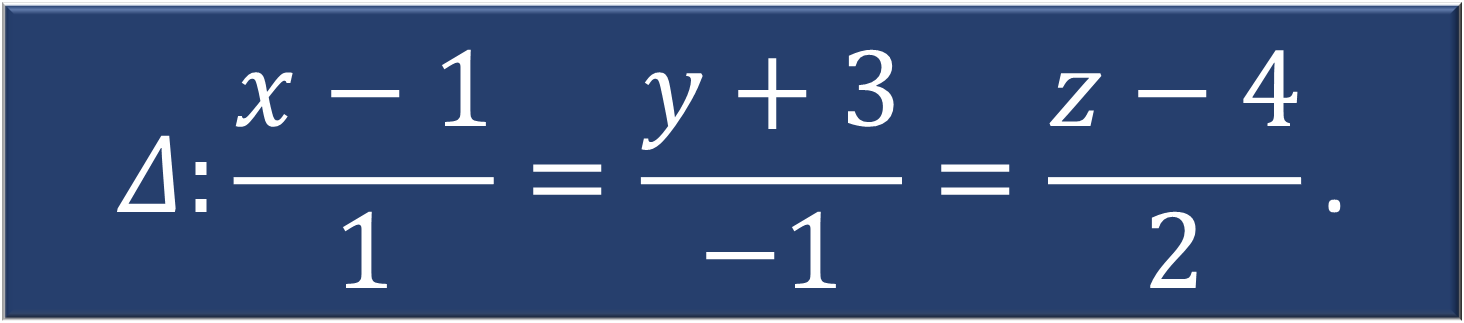 Δ: (x − 1)/1 = (y + 3)/−1 = (z − 4)/2 .